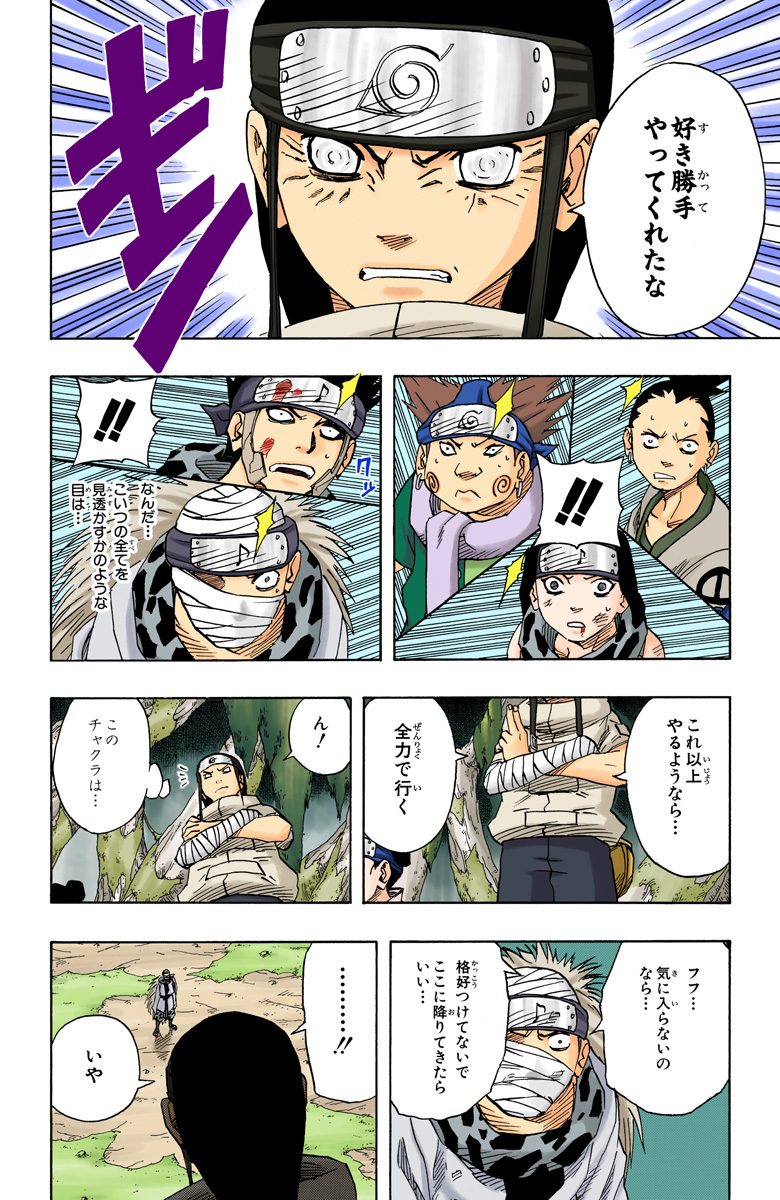 好き勝手
やってくれたな
ギン
!!
!!
クッ
なんだ…
こいつの全てを
見透かすかのような
目は…
これ以上
やるようなら…
全力で行く
ん!
この
チャクラは…
フフ…
気に入らないの
なら…
格好つけてないで
ここに降りてきたら
いい…
………!!
いや